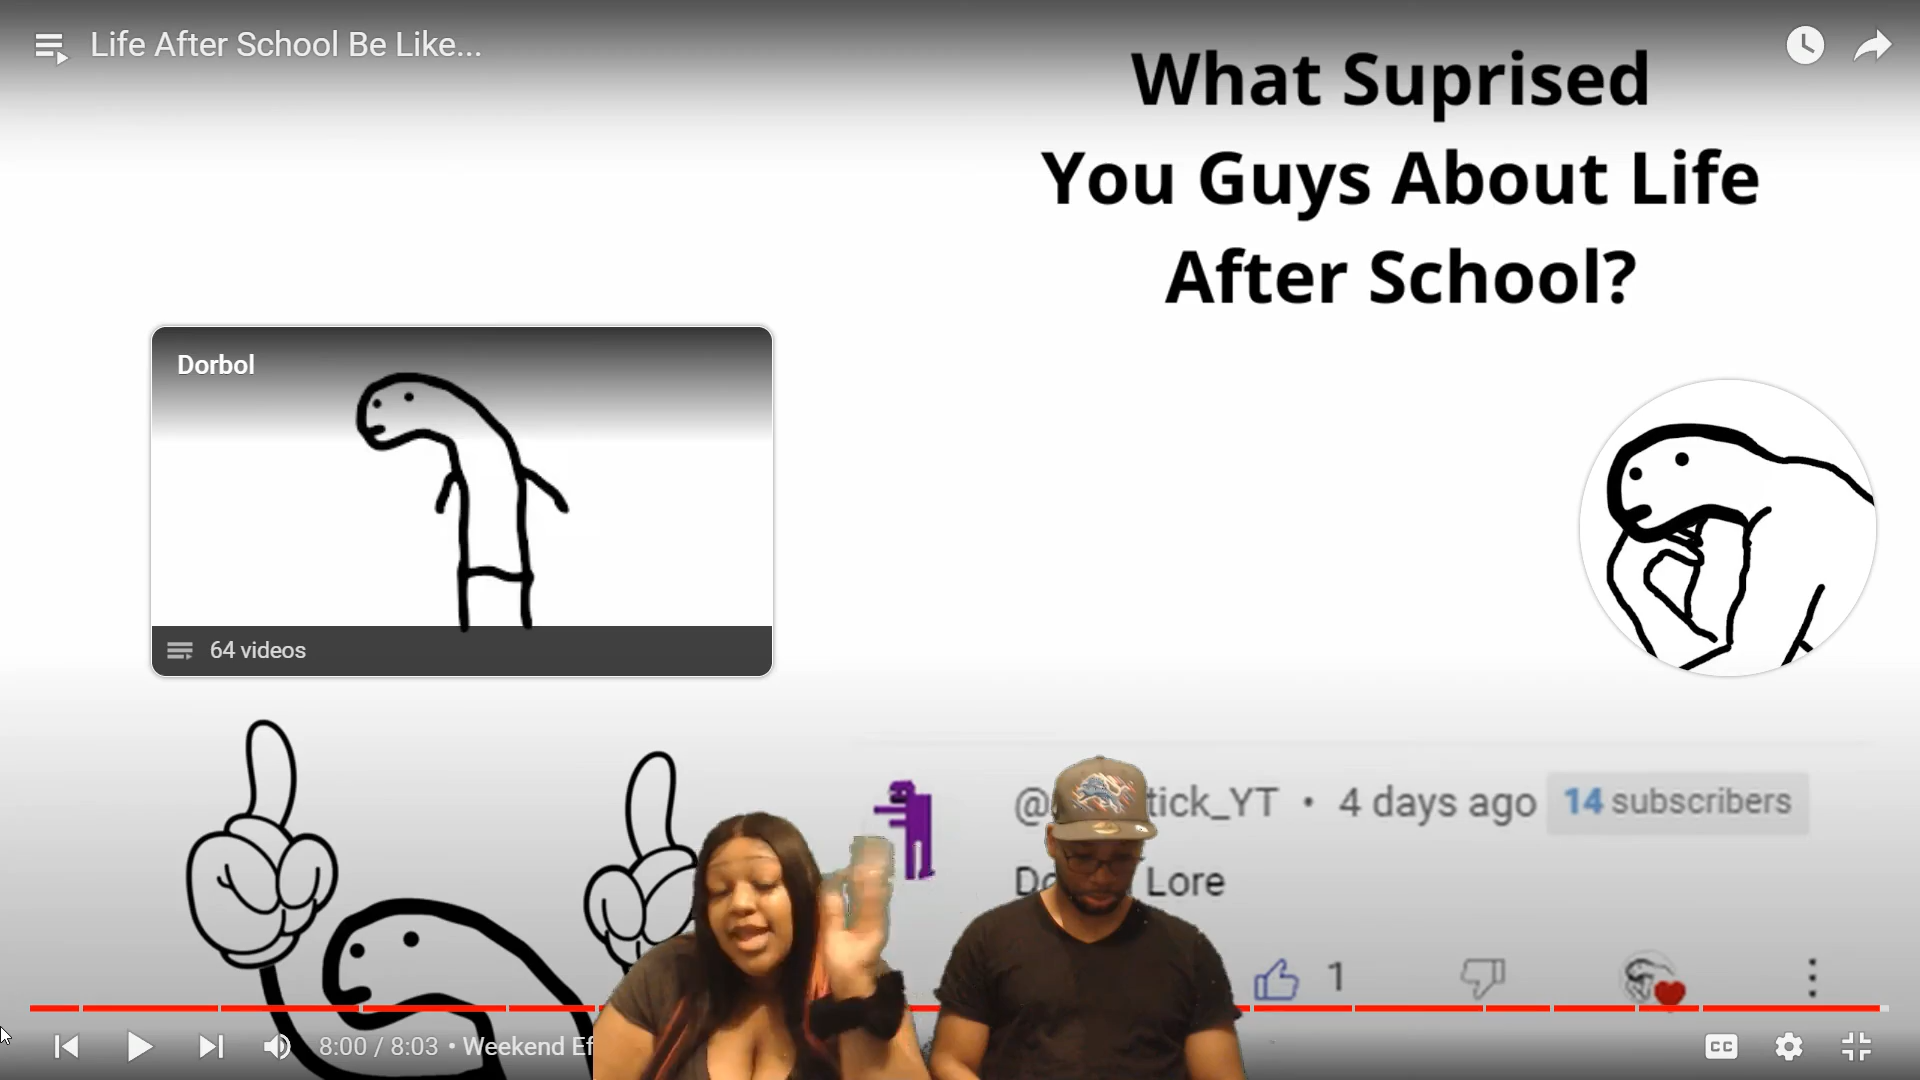 Life After School Be Like...
What Suprised
You Guys About Life
After School?
Dorbol
64 videos
tick_YT • 4 days ago 14 subscribers
Lore
1
8:00 / 8:03 • Weekend Ef
CC